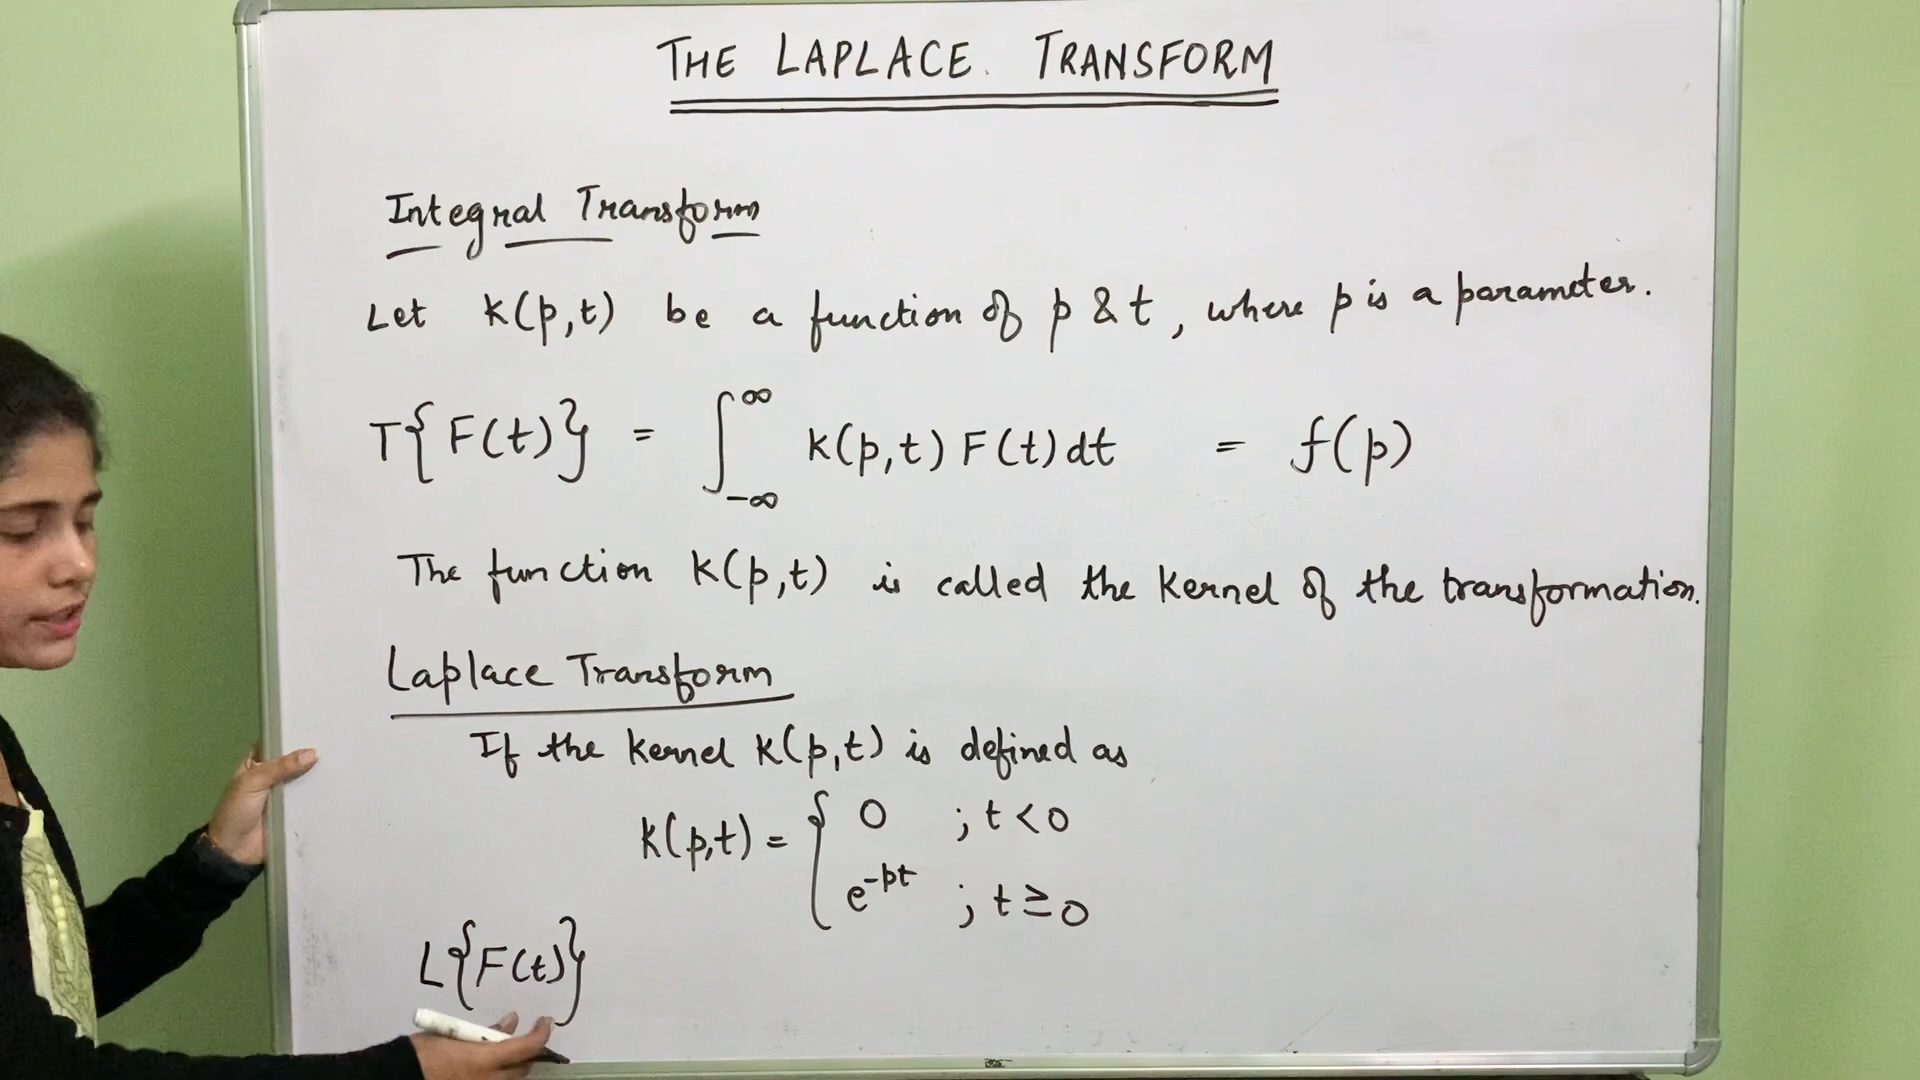 THE LAPLACE TRANSFORM
Integral Transform
Let K(p,t) be a function of p & t, where p is a parameter.
T{F(t)} = ∫_{-∞}^{∞} K(p,t) F(t) dt = f(p)
The function K(p,t) is called the Kernel of the transformation.
Laplace Transform
If the Kernel K(p,t) is defined as
K(p,t) = { 0 ; t < 0
e^{-pt} ; t ≥ 0
L{F(t)}